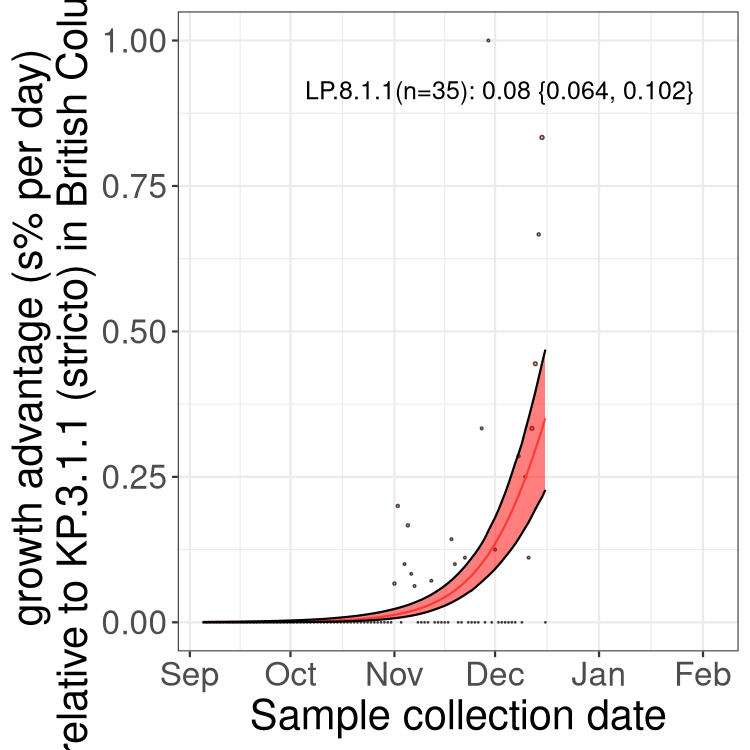 growth advantage (s% per day)
relative to KP.3.1.1 (stricto) in British Colu
1.00
0.75
0.50
0.25
0.00
LP.8.1.1(n=35): 0.08 {0.064, 0.102}
Sep Oct Nov Dec Jan Feb
Sample collection date